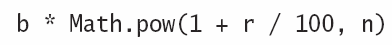 b * Math.pow(1 + r / 100, n)